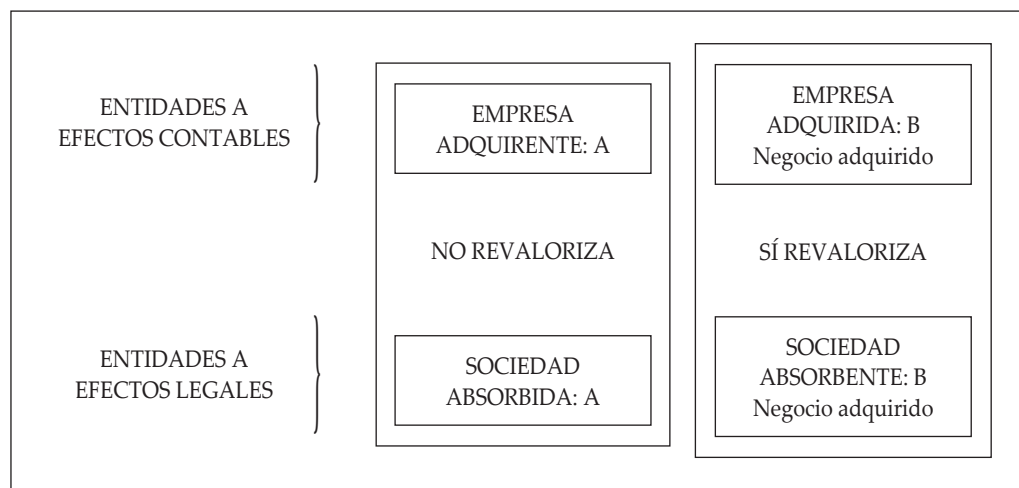 ENTIDADES A
EFECTOS CONTABLES
EMPRESA
ADQUIRENTE: A
EMPRESA
ADQUIRIDA: B
Negocio adquirido
NO REVALORIZA
SÍ REVALORIZA
ENTIDADES A
EFECTOS LEGALES
SOCIEDAD
ABSORBIDA: A
SOCIEDAD
ABSORBENTE: B
Negocio adquirido